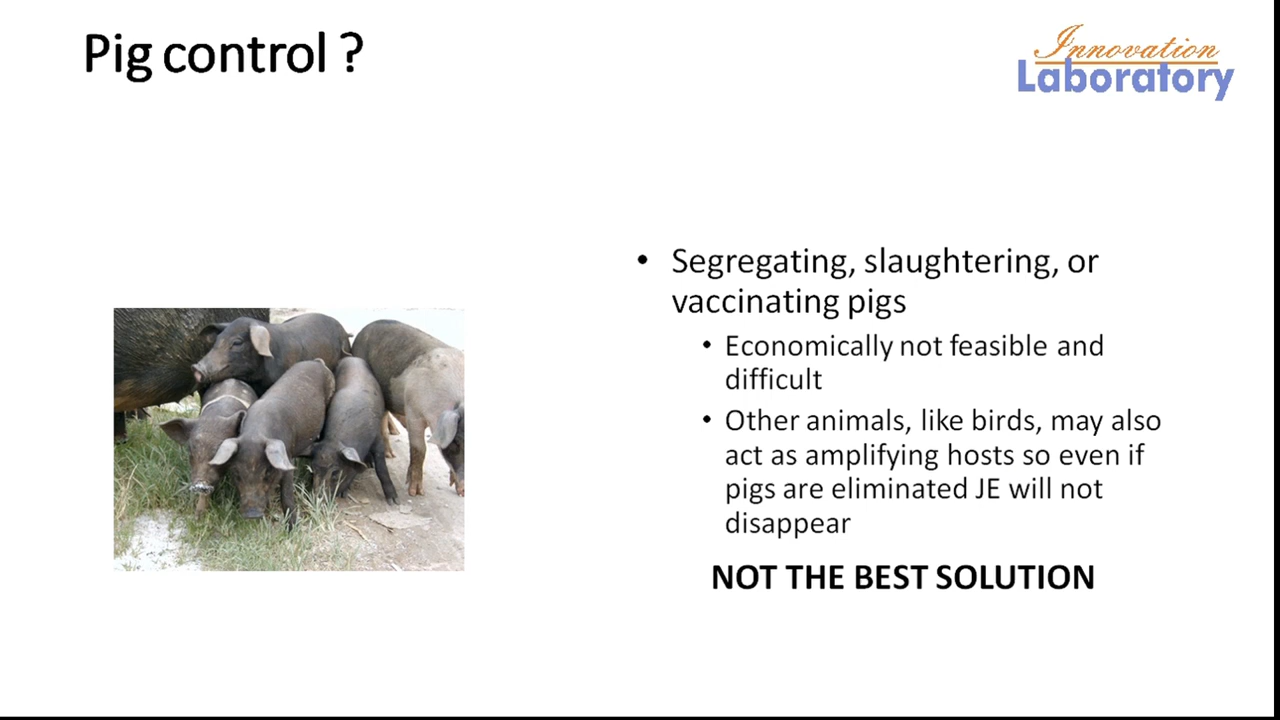 Pig control ?
Innovation
Laboratory
• Segregating, slaughtering, or
vaccinating pigs
• Economically not feasible and
difficult
• Other animals, like birds, may also
act as amplifying hosts so even if
pigs are eliminated JE will not
disappear
NOT THE BEST SOLUTION